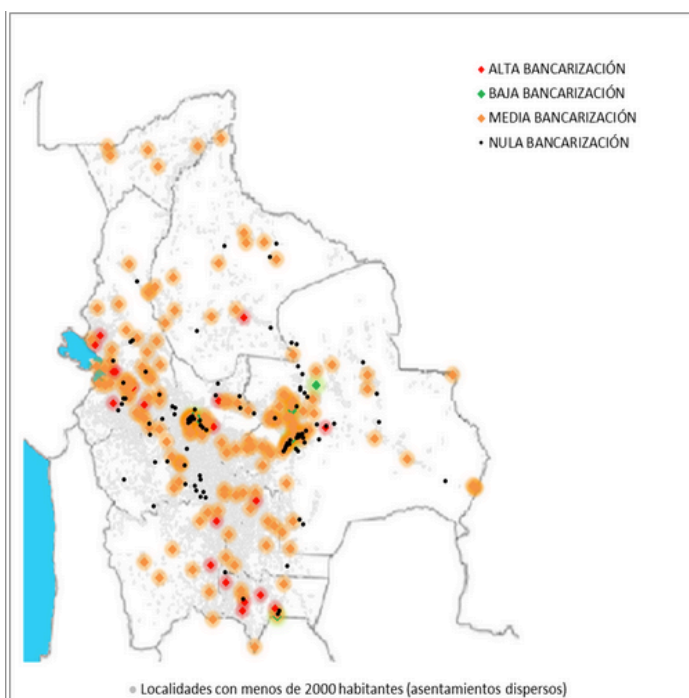 ALTA BANCARIZACIÓN
BAJA BANCARIZACIÓN
MEDIA BANCARIZACIÓN
NULA BANCARIZACIÓN
Localidades con menos de 2000 habitantes (asentamientos dispersos)